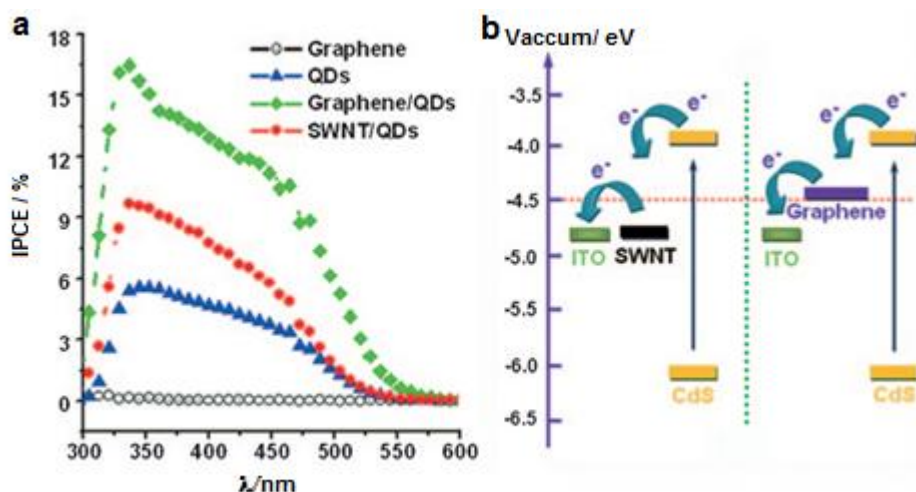 a
18
15
12
9
6
3
0
IPCE / %
Graphene
QDs
Graphene/QDs
SWNT/QDs
300 350 400 450 500 550 600
λ/nm
b Vaccum/ eV
-3.5
-4.0
-4.5
-5.0
-5.5
-6.0
-6.5
e- e-
e-
ITO SWNT
CdS
e- e-
e-
Graphene
ITO
CdS